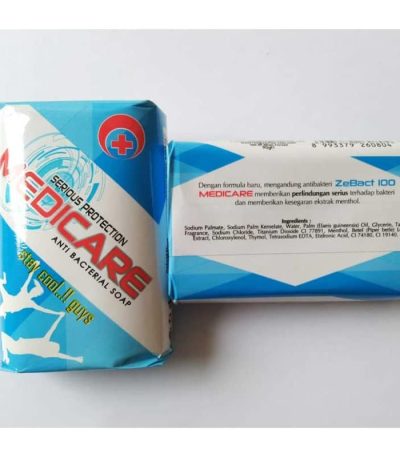 SERIOUS PROTECTION
MEDICARE
ANTI BACTERIAL SOAP
stay cool..!! guys
8 993379 260804
Dengan formula baru, mengandung antibakteri ZeBact 100
MEDICARE memberikan perlindungan serius terhadap bakteri
dan memberikan kesegaran ekstrak menthol.
Ingredients :
Sodium Palmate, Sodium Palm Kernelate, Water, Palm (Elaeis guineensis) Oil, Glycerin,
Fragrance, Sodium Chloride, Titanium Dioxide CI 77891, Menthol, Betel (Piper betle)
Extract, Chloroxylenol, Thymol, Tetrasodium EDTA, Etidronic Acid, CI 74180, CI 19140.